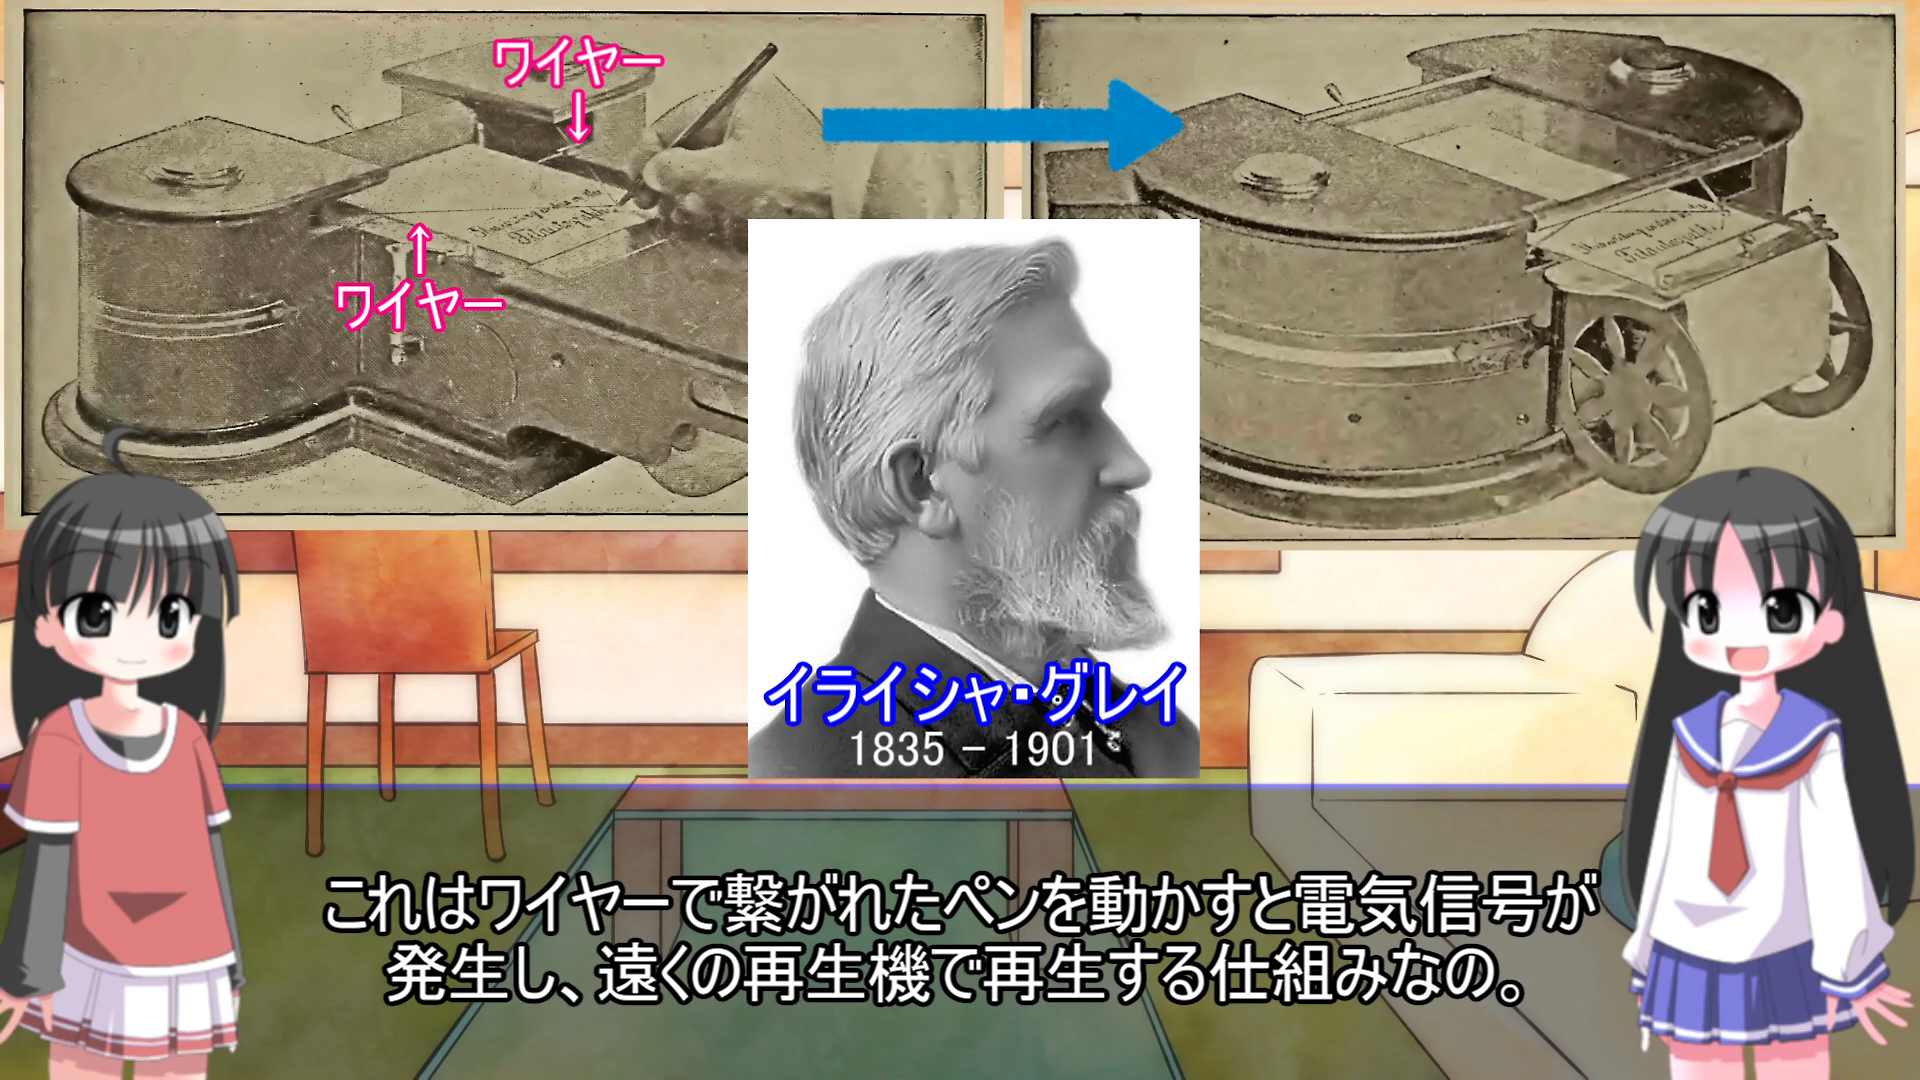 ワイヤー
↓
↑
ワイヤー
イライシャ・グレイ
1835 – 1901
これはワイヤーで繋がれたペンを動かすと電気信号が
発生し、遠くの再生機で再生する仕組みなの。